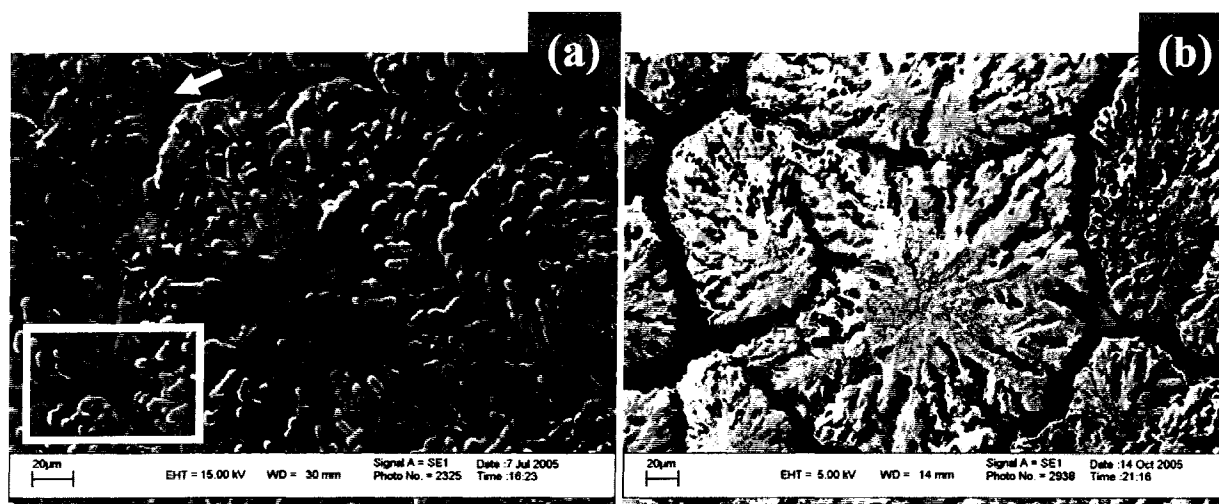 (a)
(b)
20µm
EHT = 15.00 kV WD = 30 mm
Signal A = SE1
Photo No. = 2325
Date :7 Jul 2005
Time :16:23
20µm
EHT = 5.00 kV WD = 14 mm
Signal A = SE1
Photo No. = 2938
Date :14 Oct 2005
Time :21:16